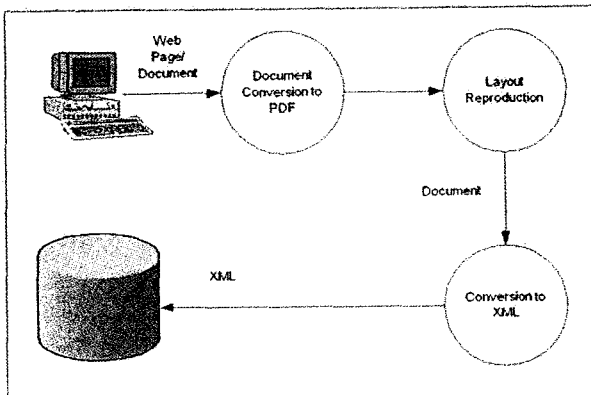 Web
Page/
Document
Document
Conversion to
PDF
Layout
Reproduction
Document
Conversion to
XML
XML